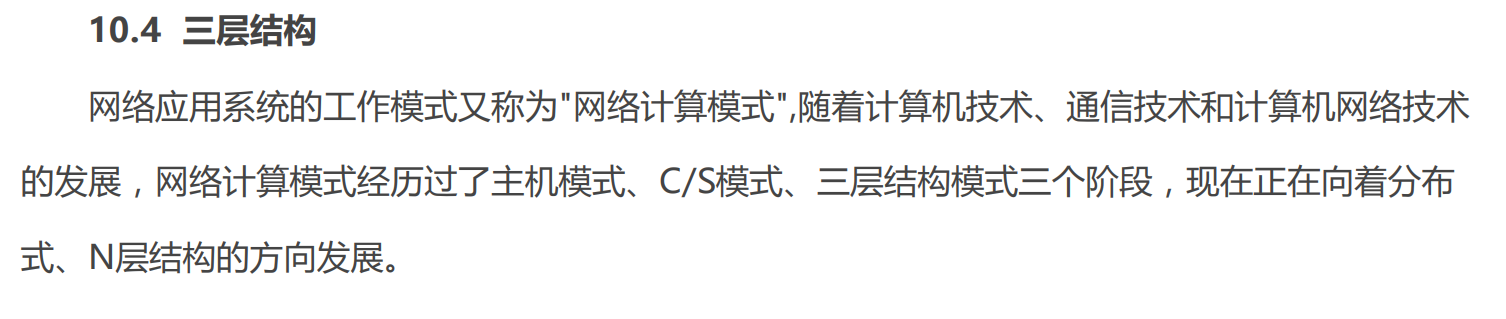 10.4 三层结构
网络应用系统的工作模式又称为"网络计算模式",随着计算机技术、通信技术和计算机网络技术
的发展，网络计算模式经历过了主机模式、C/S模式、三层结构模式三个阶段，现在正在向着分布
式、N层结构的方向发展。